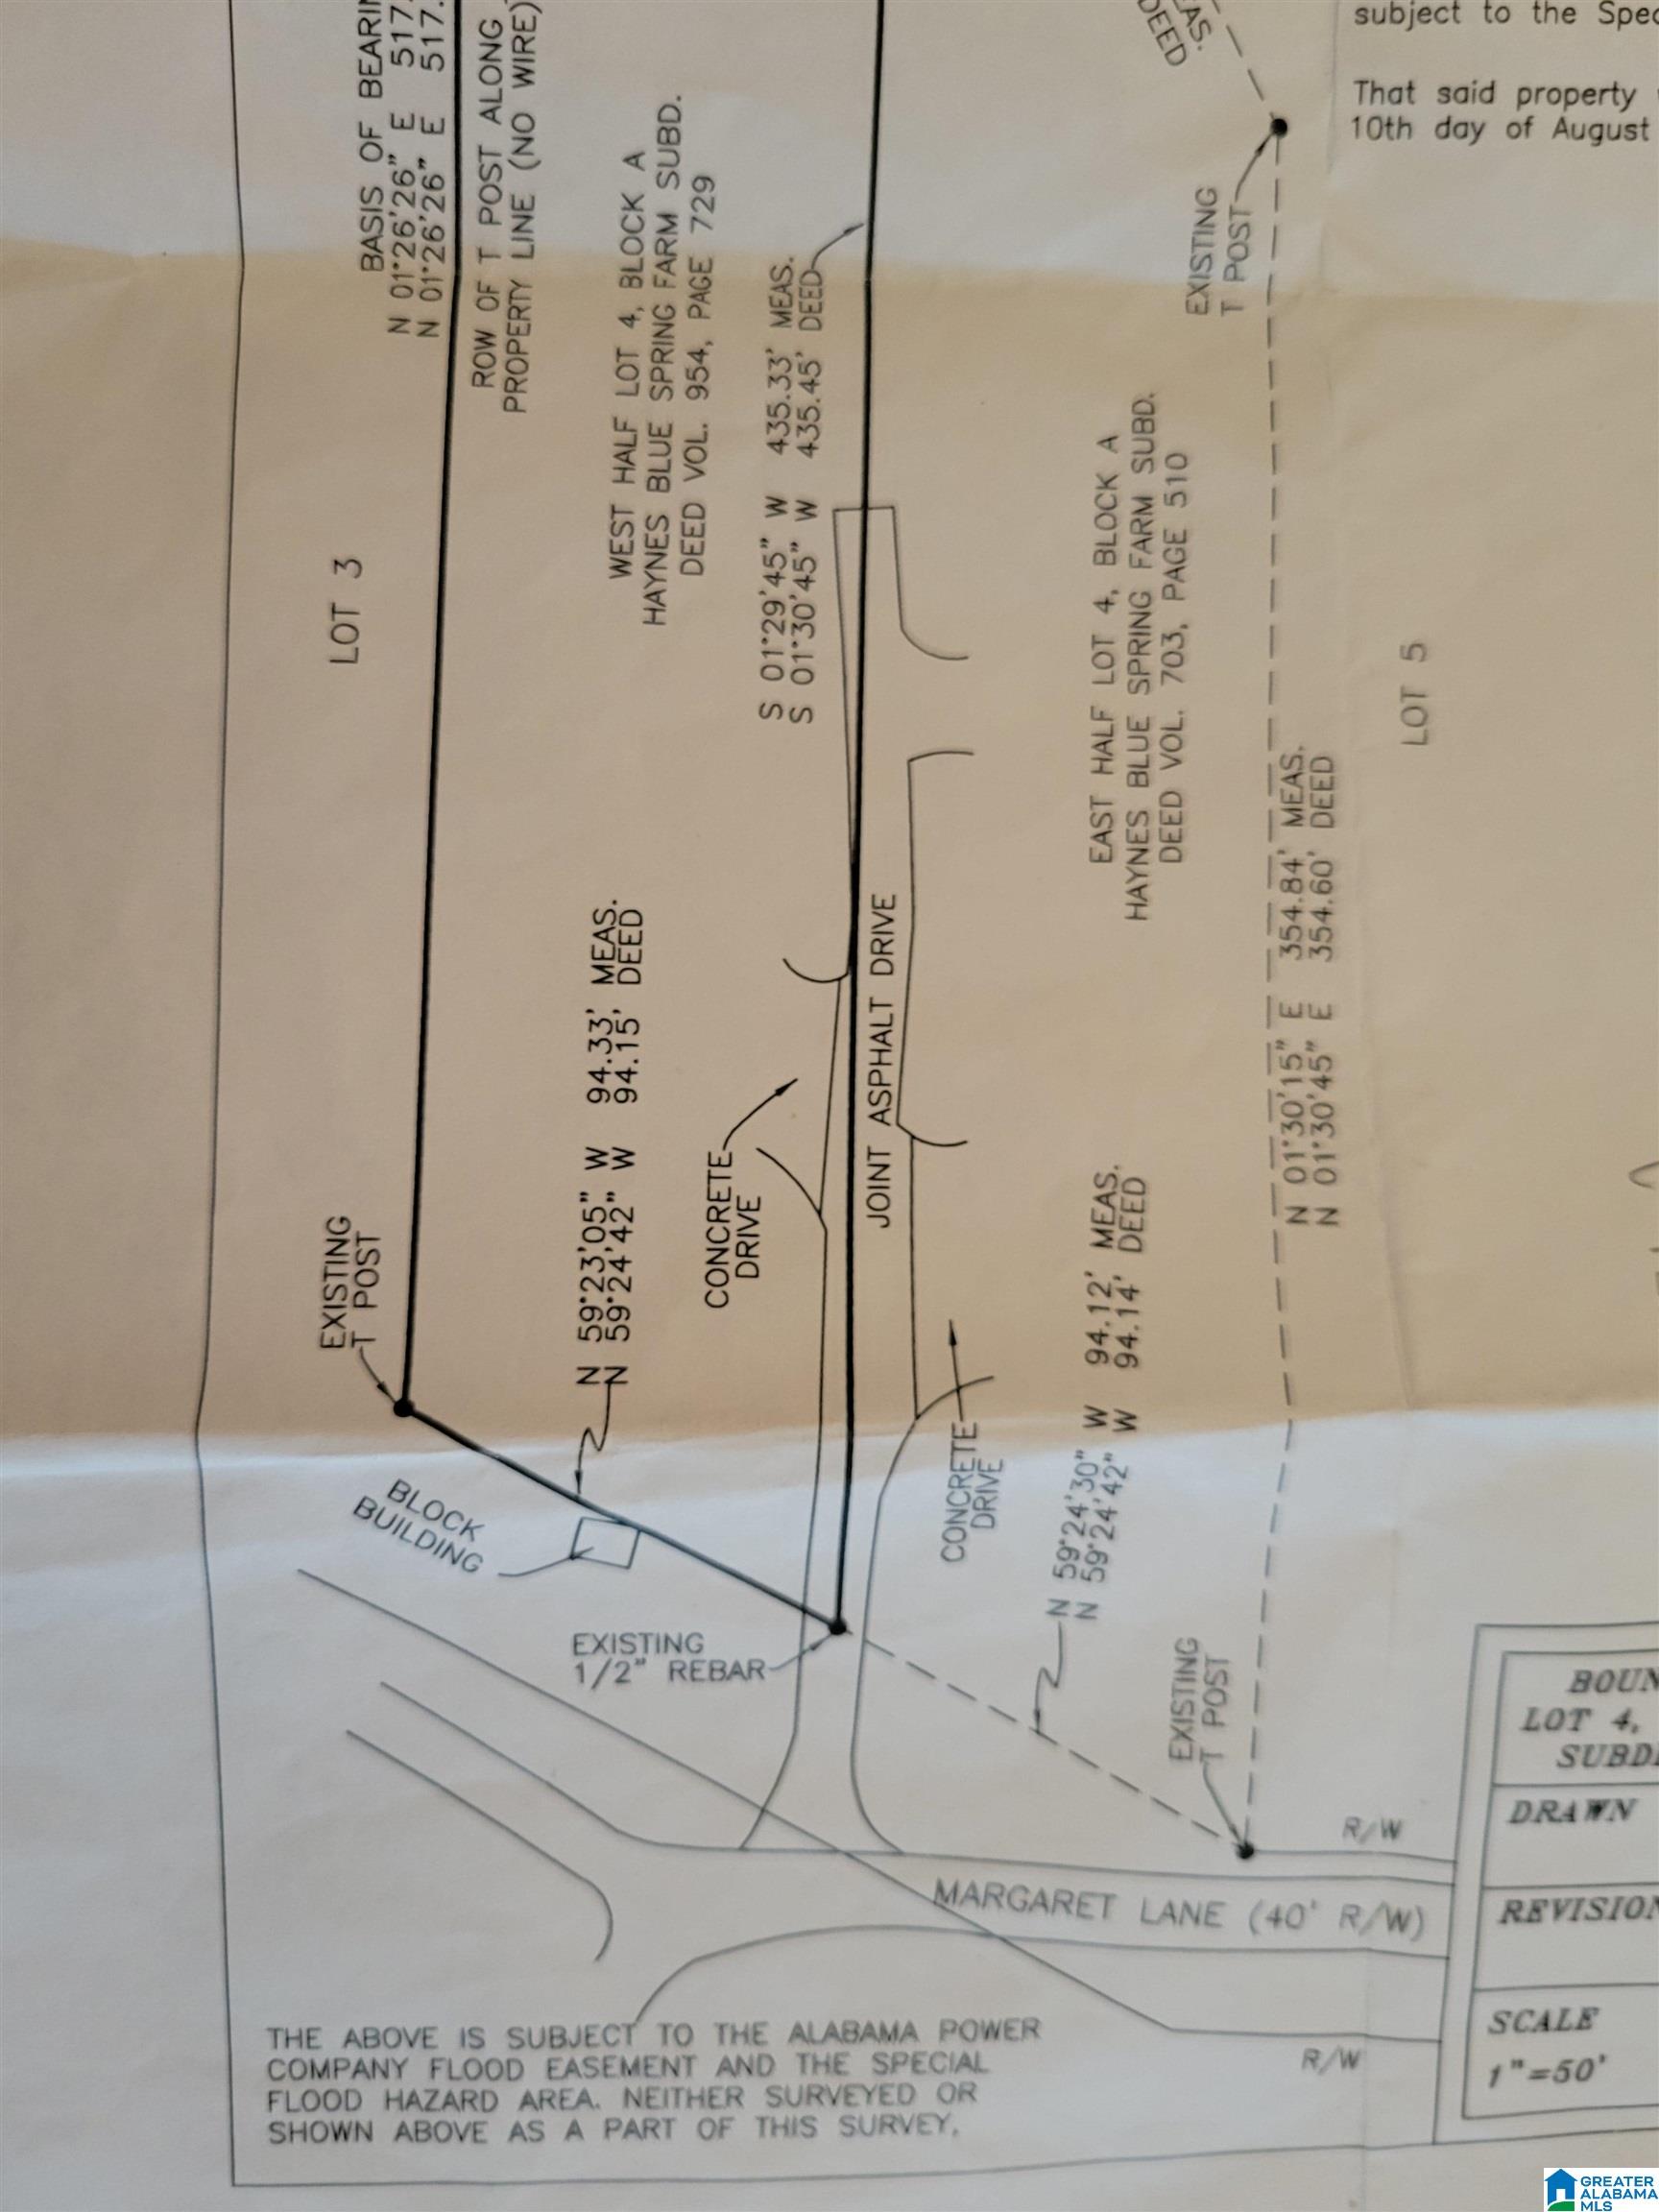 BASIS OF BEARI
N 01°26'26" E 517.
N 01°26'26" E 517.
ROW OF T POST ALONG
PROPERTY LINE (NO WIRE)
LOT 3
WEST HALF LOT 4, BLOCK A
HAYNES BLUE SPRING FARM SUBD.
DEED VOL. 954, PAGE 729
S 01°29'45" W 435.33' MEAS.
S 01°30'45" W 435.45' DEED
AS.
DEED
subject to the Spec
That said property
10th day of August
EXISTING
T POST
EAST HALF LOT 4, BLOCK A
HAYNES BLUE SPRING FARM SUBD.
DEED VOL. 703, PAGE 510
LOT 5
N 01°30'15" E 354.84' MEAS.
N 01°30'45" E 354.60' DEED
N 59°23'05" W 94.33' MEAS.
N 59°24'42" W 94.15' DEED
EXISTING
T POST
CONCRETE
DRIVE
JOINT ASPHALT DRIVE
CONCRETE
DRIVE
N 59°24'30" W 94.12' MEAS.
N 59°24'42" W 94.14' DEED
BLOCK
BUILDING
EXISTING
1/2" REBAR
EXISTING
T POST
R/W
MARGARET LANE (40' R/W)
R/W
THE ABOVE IS SUBJECT TO THE ALABAMA POWER
COMPANY FLOOD EASEMENT AND THE SPECIAL
FLOOD HAZARD AREA. NEITHER SURVEYED OR
SHOWN ABOVE AS A PART OF THIS SURVEY.
BOUN
LOT 4,
SUBDI
DRAWN
REVISION
SCALE
1"=50'
GREATER
ALABAMA
MLS